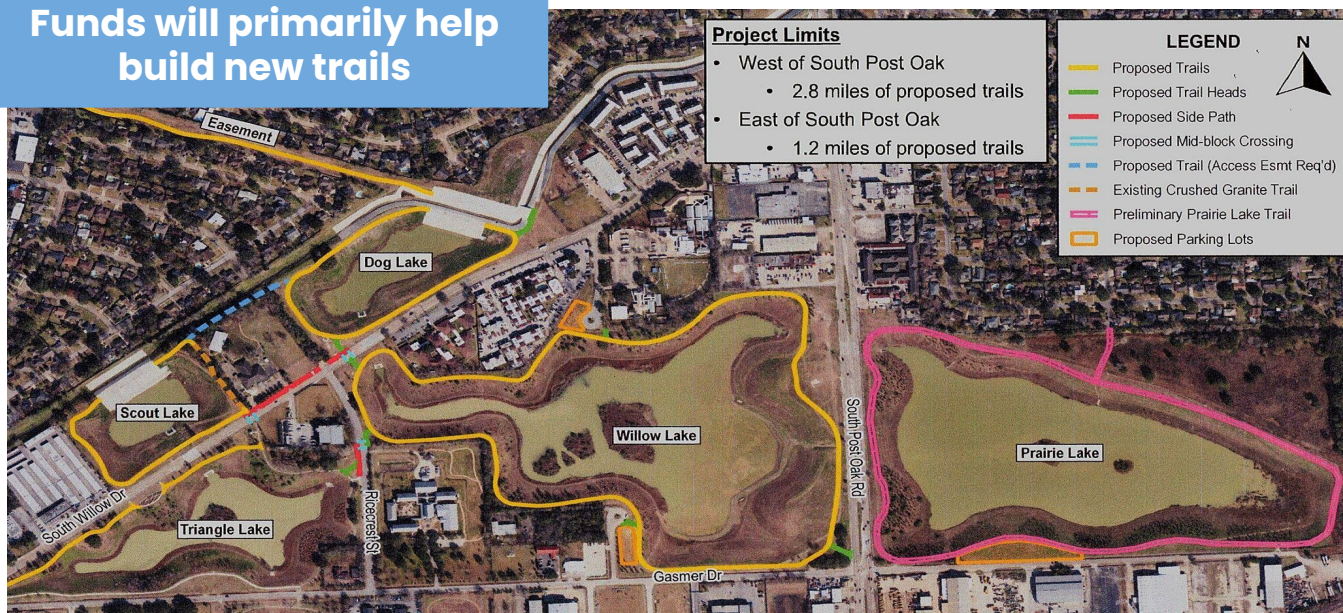 Funds will primarily help
build new trails
Project Limits
• West of South Post Oak
• 2.8 miles of proposed trails
• East of South Post Oak
• 1.2 miles of proposed trails
LEGEND
N
Proposed Trails
Proposed Trail Heads
Proposed Side Path
Proposed Mid-block Crossing
Proposed Trail (Access Esmt Req'd)
Existing Crushed Granite Trail
Preliminary Prairie Lake Trail
Proposed Parking Lots
Easement
Dog Lake
Scout Lake
Willow Lake
Prairie Lake
Triangle Lake
South Willow Dr
Ricecrest St
South Post Oak Rd
Gasmer Dr